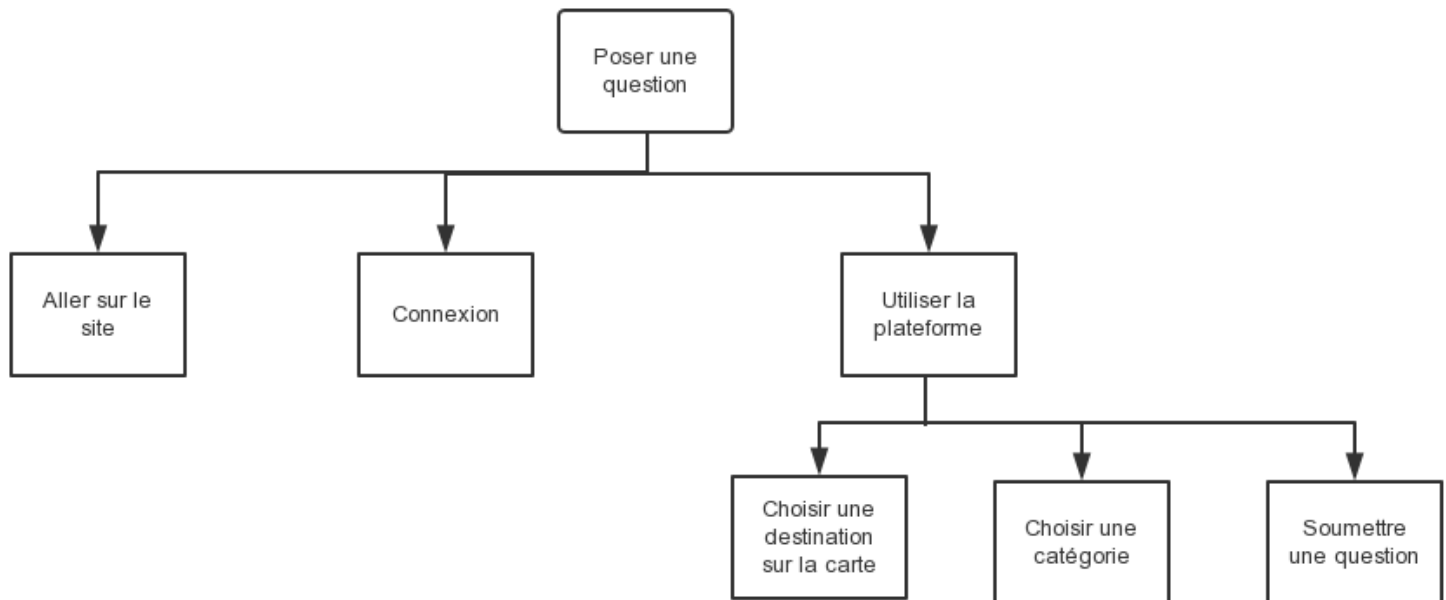 Poser une
question
Aller sur le
site
Connexion
Utiliser la
plateforme
Choisir une
destination
sur la carte
Choisir une
catégorie
Soumettre
une question